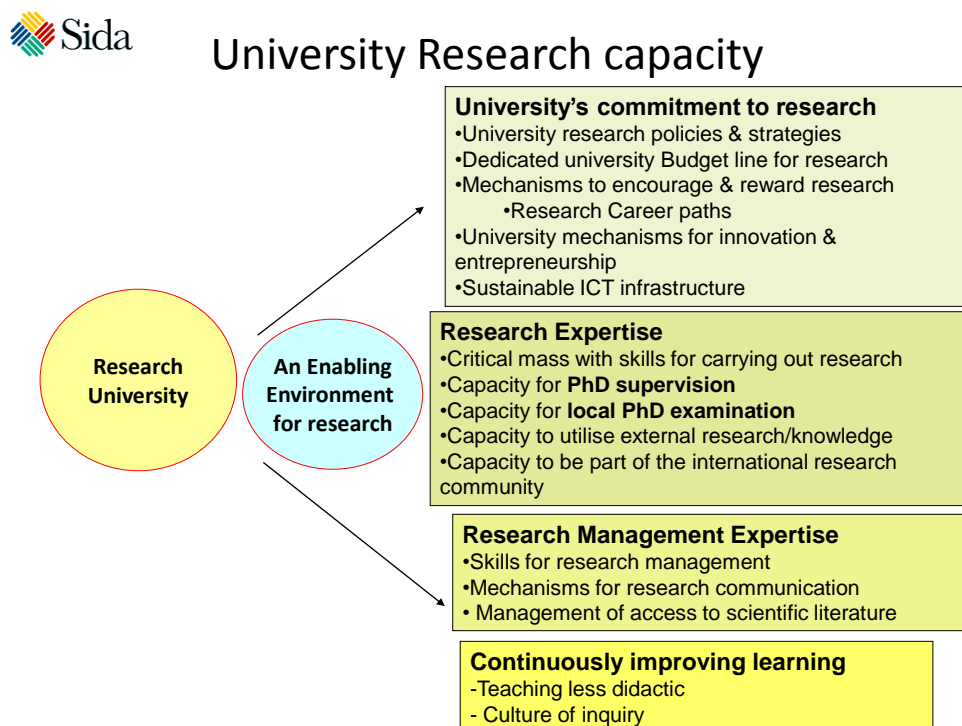 Sida
University Research capacity
University's commitment to research
•University research policies & strategies
•Dedicated university Budget line for research
•Mechanisms to encourage & reward research
•Research Career paths
•University mechanisms for innovation &
entrepreneurship
•Sustainable ICT infrastructure
Research
University
An Enabling
Environment
for research
Research Expertise
•Critical mass with skills for carrying out research
•Capacity for PhD supervision
•Capacity for local PhD examination
•Capacity to utilise external research/knowledge
•Capacity to be part of the international research
community
Research Management Expertise
•Skills for research management
•Mechanisms for research communication
• Management of access to scientific literature
Continuously improving learning
-Teaching less didactic
- Culture of inquiry